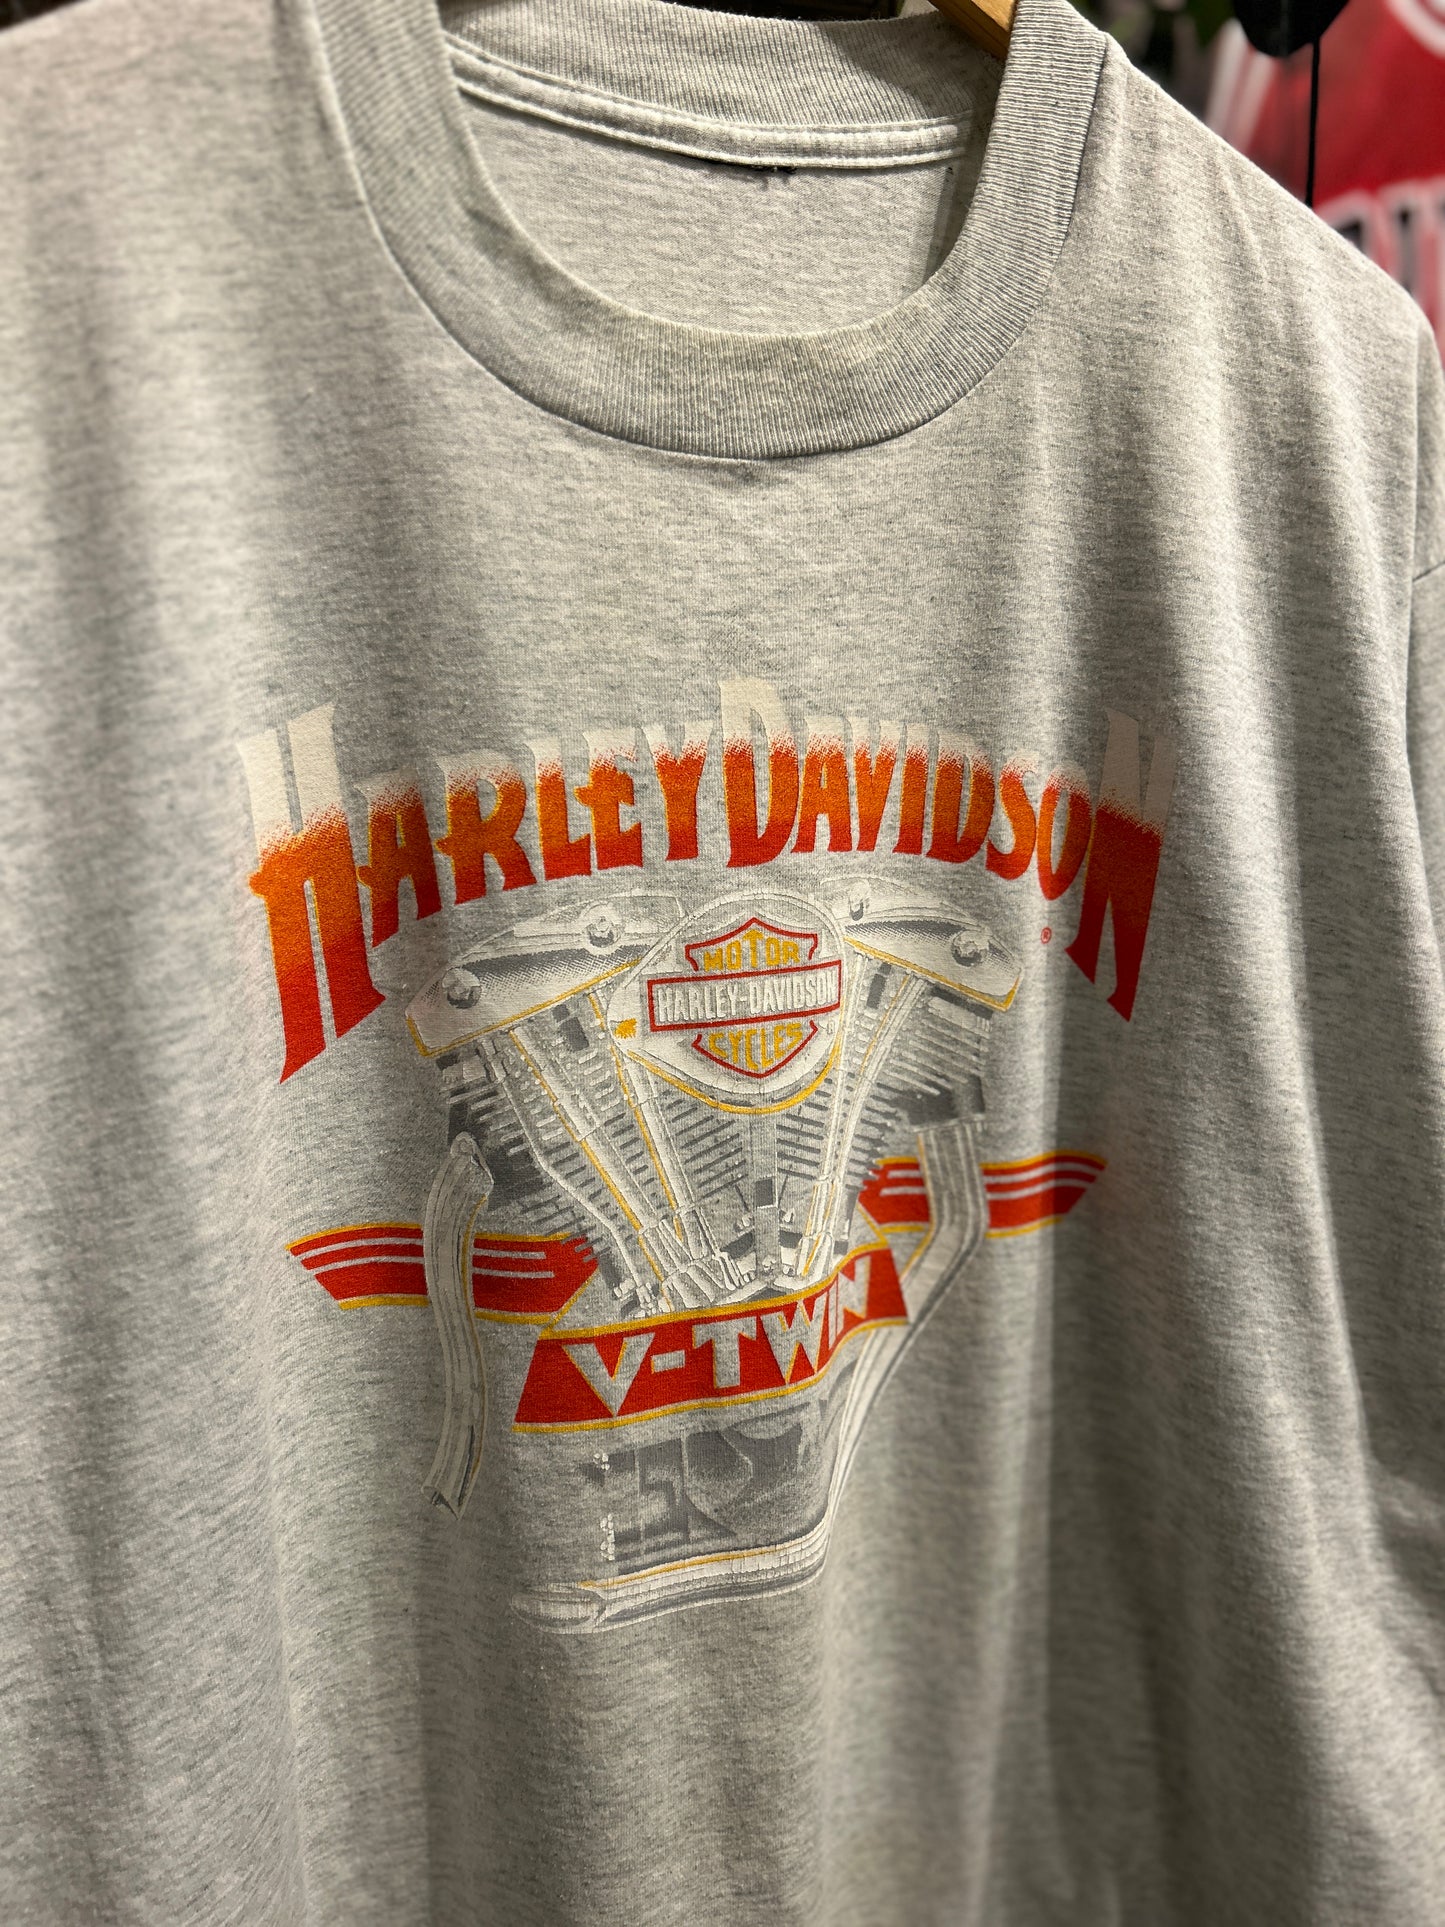 HARLEY DAVIDSON
®
MOTOR
HARLEY-DAVIDSON
CYCLES
®
V-TWIN